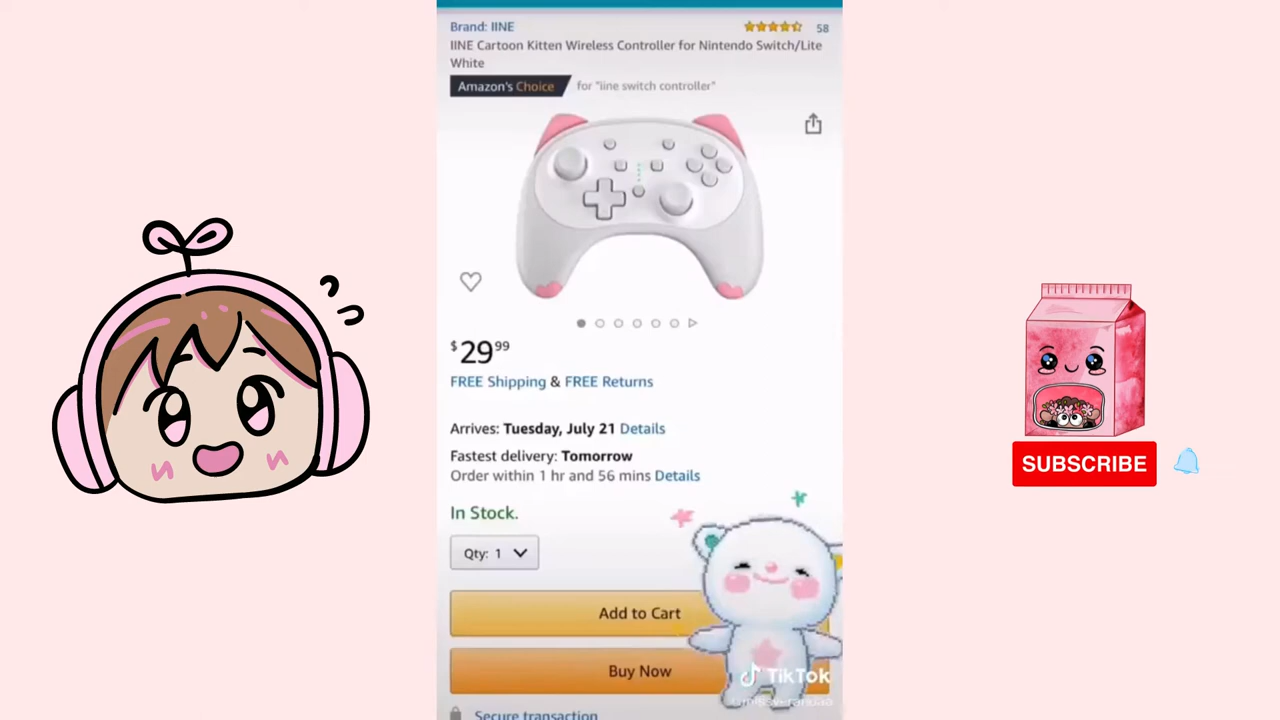 Brand: IINE
58
IINE Cartoon Kitten Wireless Controller for Nintendo Switch/Lite
White
Amazon's Choice for "iine switch controller"
$29 99
FREE Shipping & FREE Returns
Arrives: Tuesday, July 21 Details
Fastest delivery: Tomorrow
Order within 1 hr and 56 mins Details
In Stock.
Qty: 1
Add to Cart
Buy Now
TikTok
Secure transaction
SUBSCRIBE